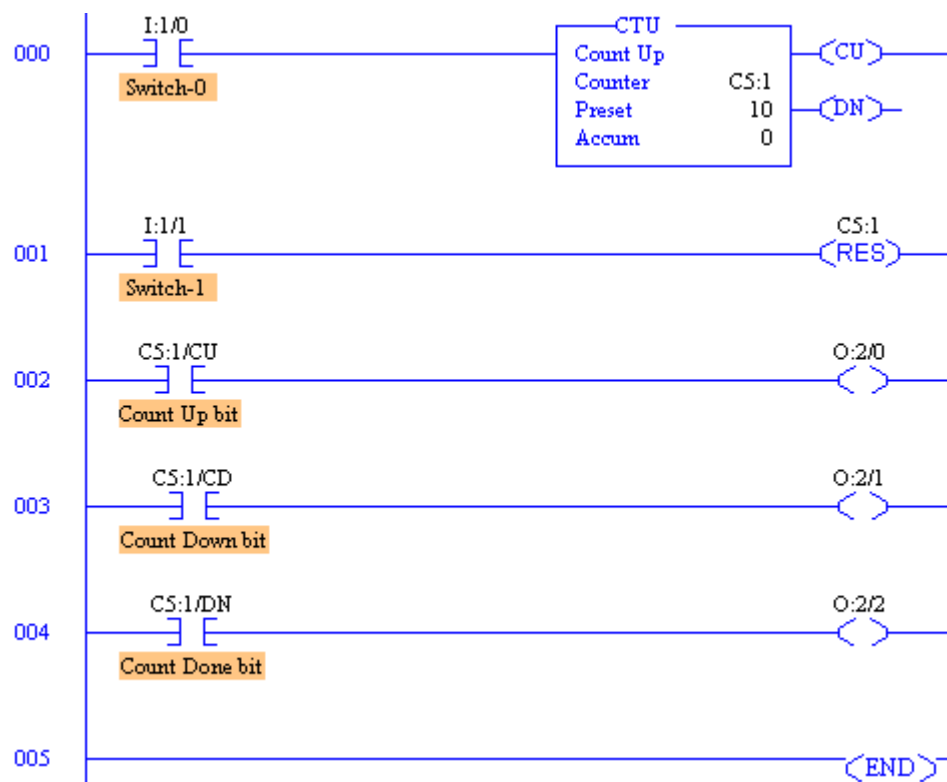 I:1/0
CTU
000
Count Up
CU
Switch-0
Counter C5:1
Preset 10
DN
Accum 0
I:1/1
C5:1
001
RES
Switch-1
C5:1/CU
O:2/0
002
Count Up bit
C5:1/CD
O:2/1
003
Count Down bit
C5:1/DN
O:2/2
004
Count Done bit
005
END